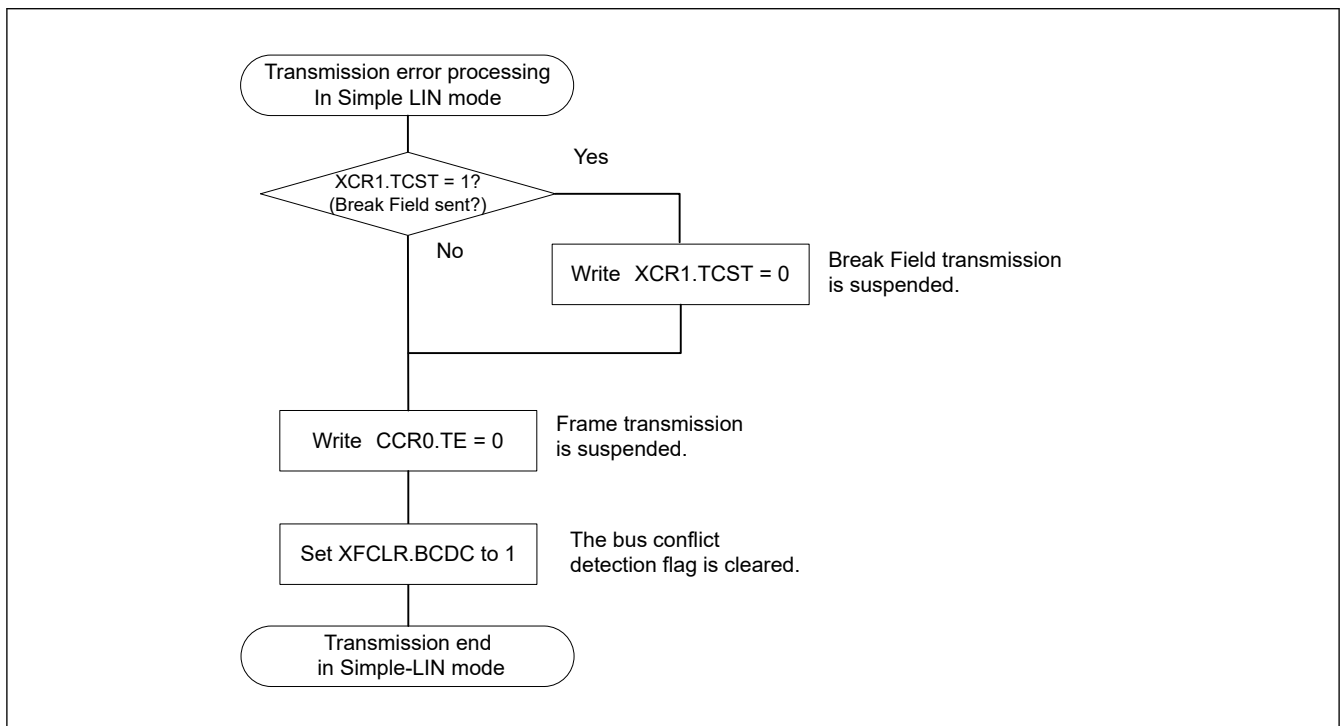 Transmission error processing
In Simple LIN mode
Yes
XCR1.TCST = 1?
(Break Field sent?)
No
Write XCR1.TCST = 0
Break Field transmission
is suspended.
Write CCR0.TE = 0
Frame transmission
is suspended.
Set XFCLR.BCDC to 1
The bus conflict
detection flag is cleared.
Transmission end
in Simple-LIN mode